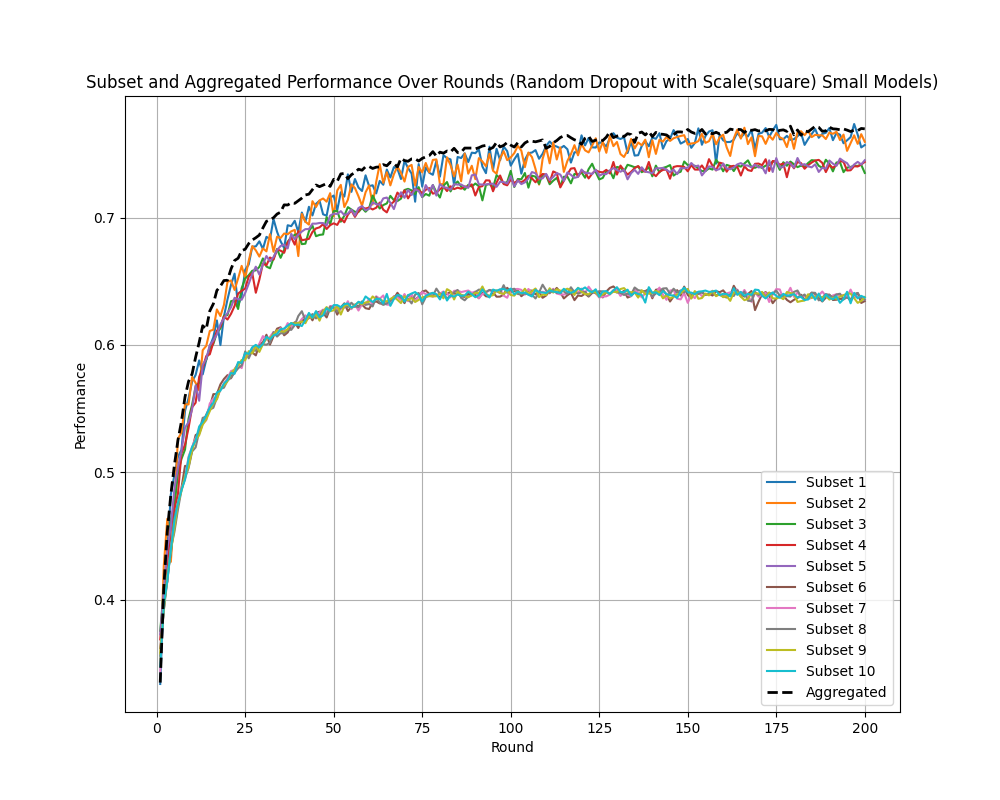 Subset and Aggregated Performance Over Rounds (Random Dropout with Scale(square) Small Models)
Performance
0.7
0.6
0.5
0.4
Subset 1
Subset 2
Subset 3
Subset 4
Subset 5
Subset 6
Subset 7
Subset 8
Subset 9
Subset 10
Aggregated
0 25 50 75 100 125 150 175 200
Round